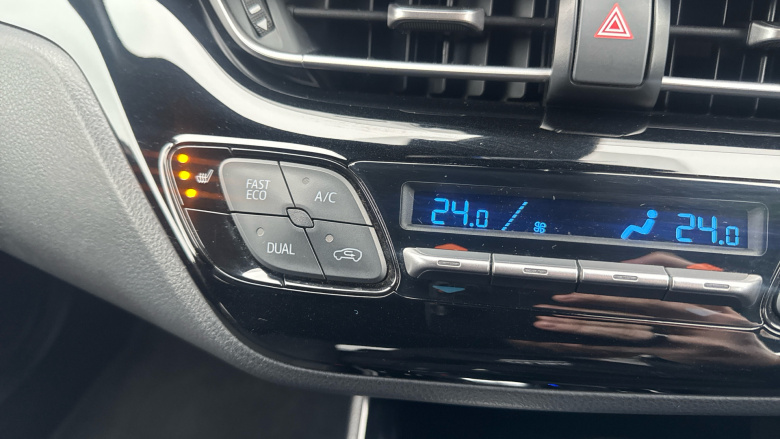 FAST
ECO
A/C
DUAL
24.0
24.0